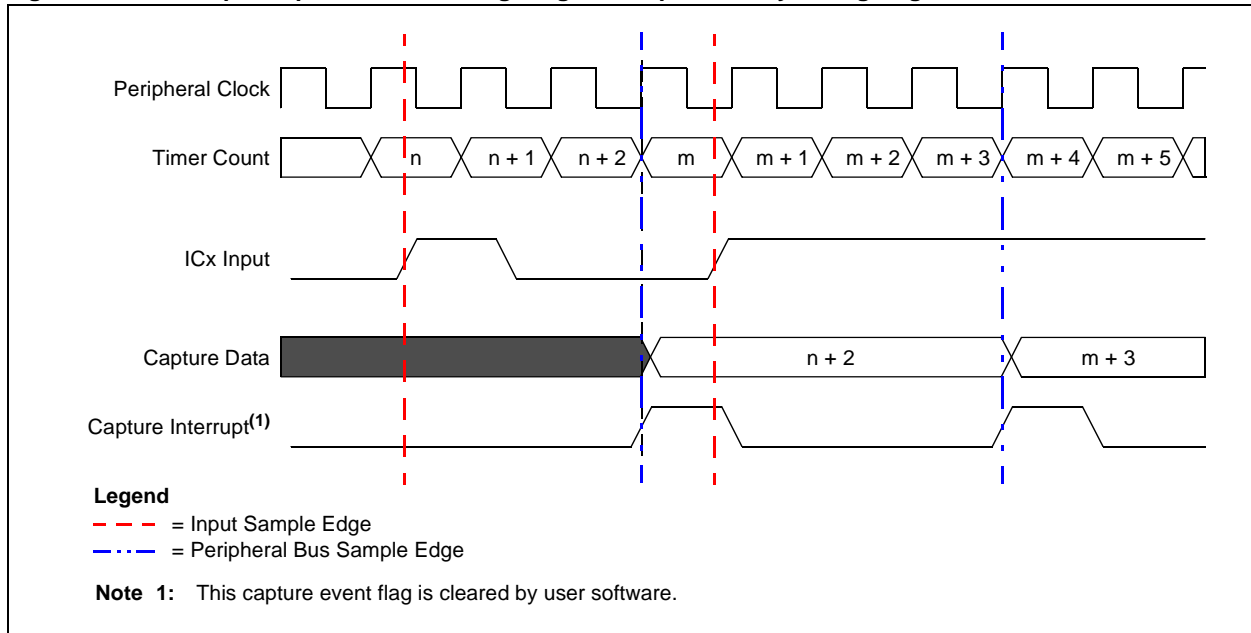 Peripheral Clock
Timer Count
n
n + 1
n + 2
m
m + 1
m + 2
m + 3
m + 4
m + 5
ICx Input
Capture Data
n + 2
m + 3
Capture Interrupt(1)
Legend
= Input Sample Edge
= Peripheral Bus Sample Edge
Note 1: This capture event flag is cleared by user software.